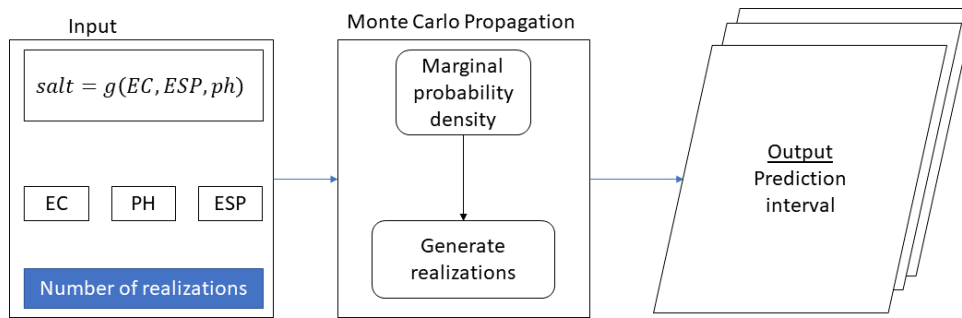 Input
salt = g(EC, ESP, ph)
EC
PH
ESP
Number of realizations
Monte Carlo Propagation
Marginal
probability
density
Generate
realizations
Output
Prediction
interval